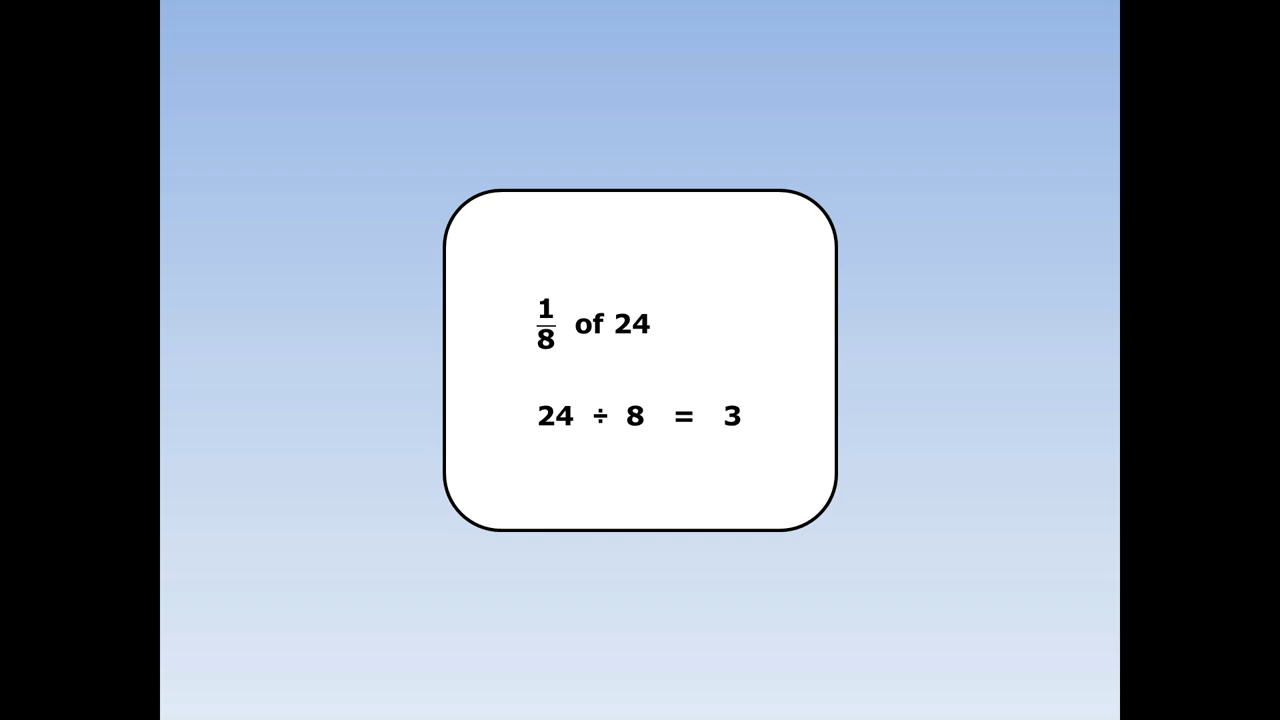 1/8 of 24
24 ÷ 8 = 3